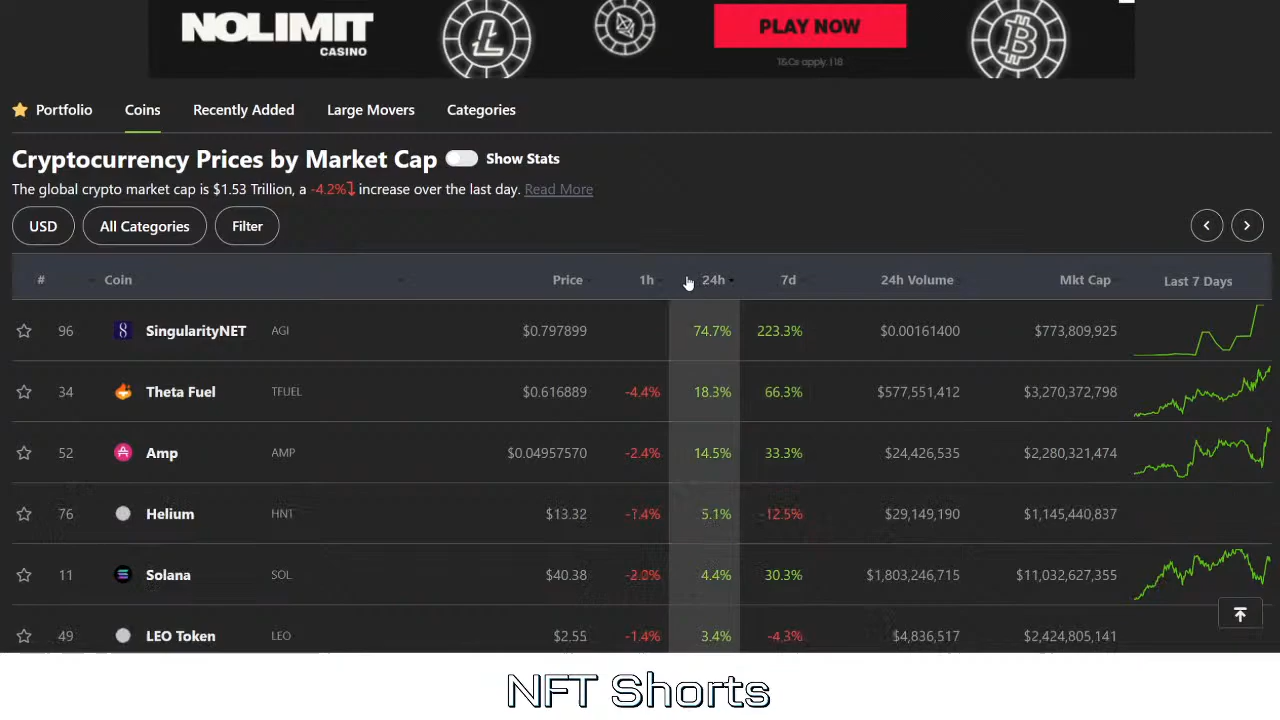 NOLIMIT
CASINO
PLAY NOW
T&Cs apply. | 18
Portfolio Coins Recently Added Large Movers Categories
Cryptocurrency Prices by Market Cap Show Stats
The global crypto market cap is $1.53 Trillion, a -4.2% increase over the last day. Read More
USD All Categories Filter
# Coin Price 1h 24h 7d 24h Volume Mkt Cap Last 7 Days
96 SingularityNET AGI $0.797899 74.7% 223.3% $0.00161400 $773,809,925
34 Theta Fuel TFUEL $0.616889 -4.4% 18.3% 66.3% $577,551,412 $3,270,372,798
52 Amp AMP $0.04957570 -2.4% 14.5% 33.3% $24,426,535 $2,280,321,474
76 Helium HNT $13.32 5.1% -12.5% $29,149,190 $1,145,440,837
11 Solana SOL $40.38 4.4% 30.3% $1,803,246,715 $11,032,627,355
49 LEO Token LEO $2.55 -1.4% 3.4% -4.3% $4,836,517 $2,424,805,141
NFT Shorts